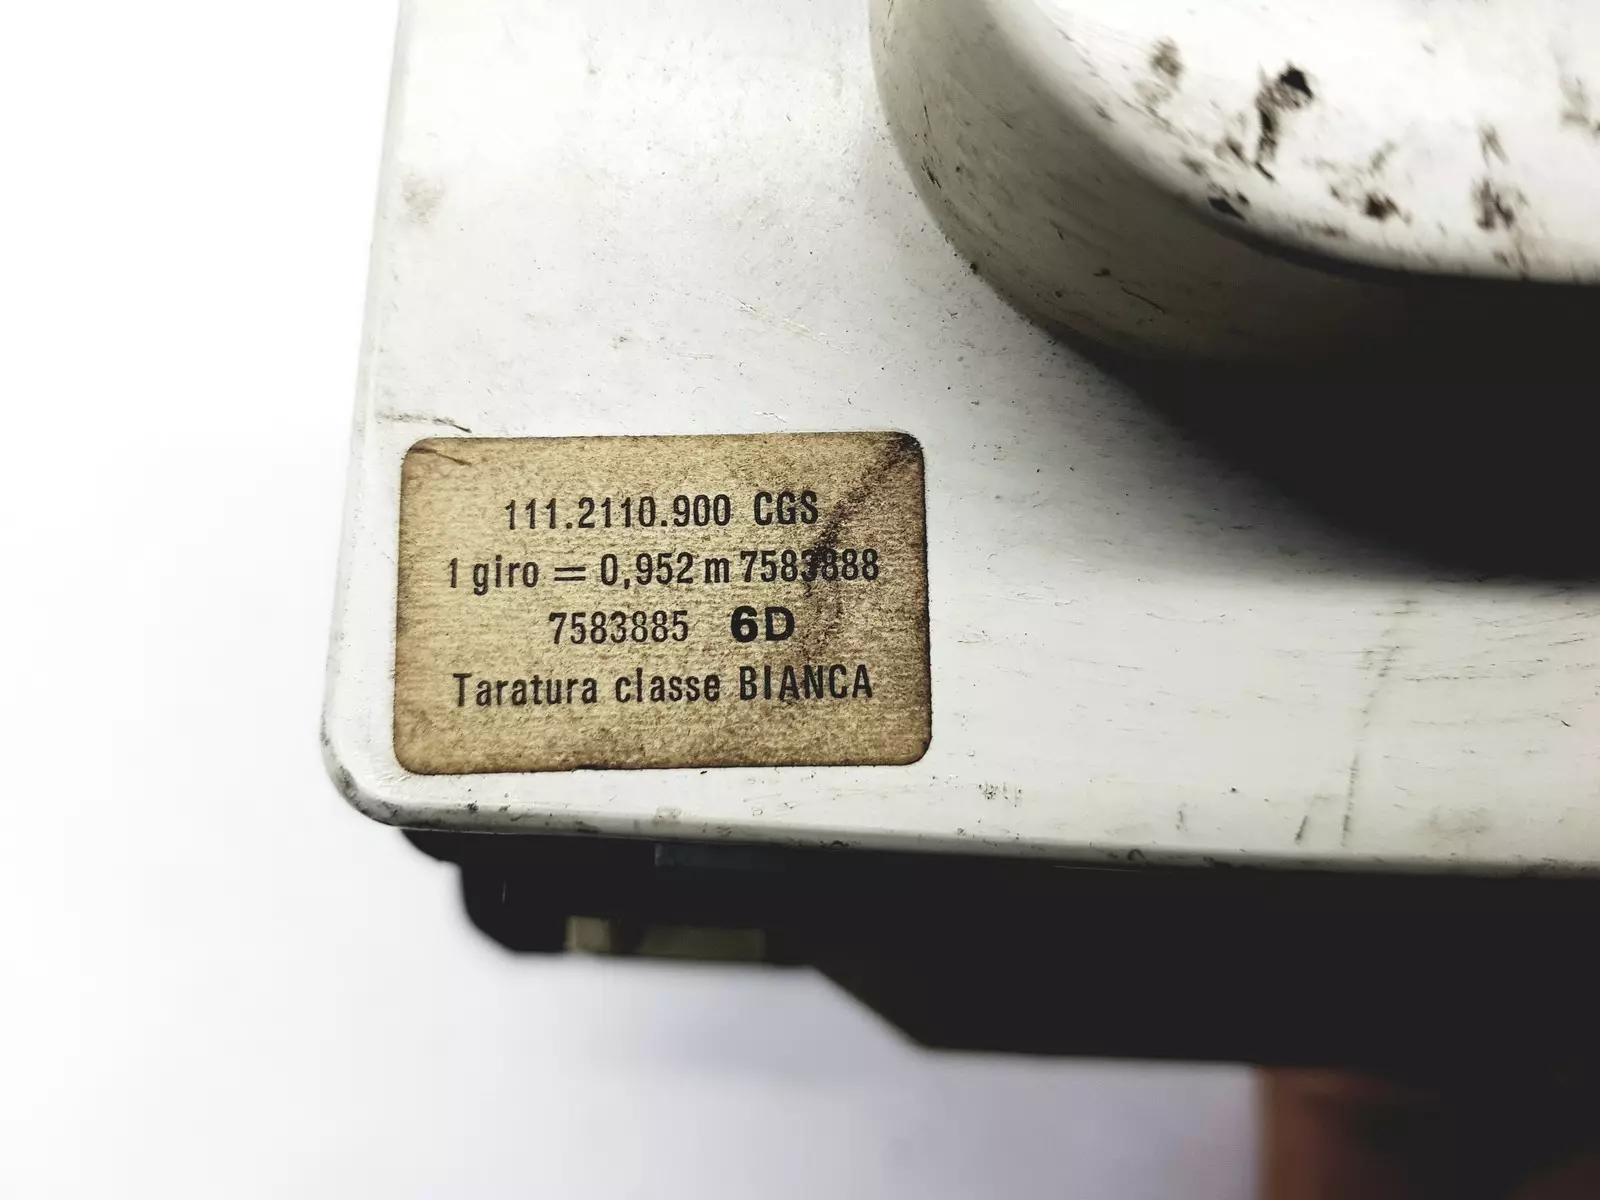 111.2110.900 CGS
1 giro = 0,952 m 7583888
7583885 6D
Taratura classe BIANCA